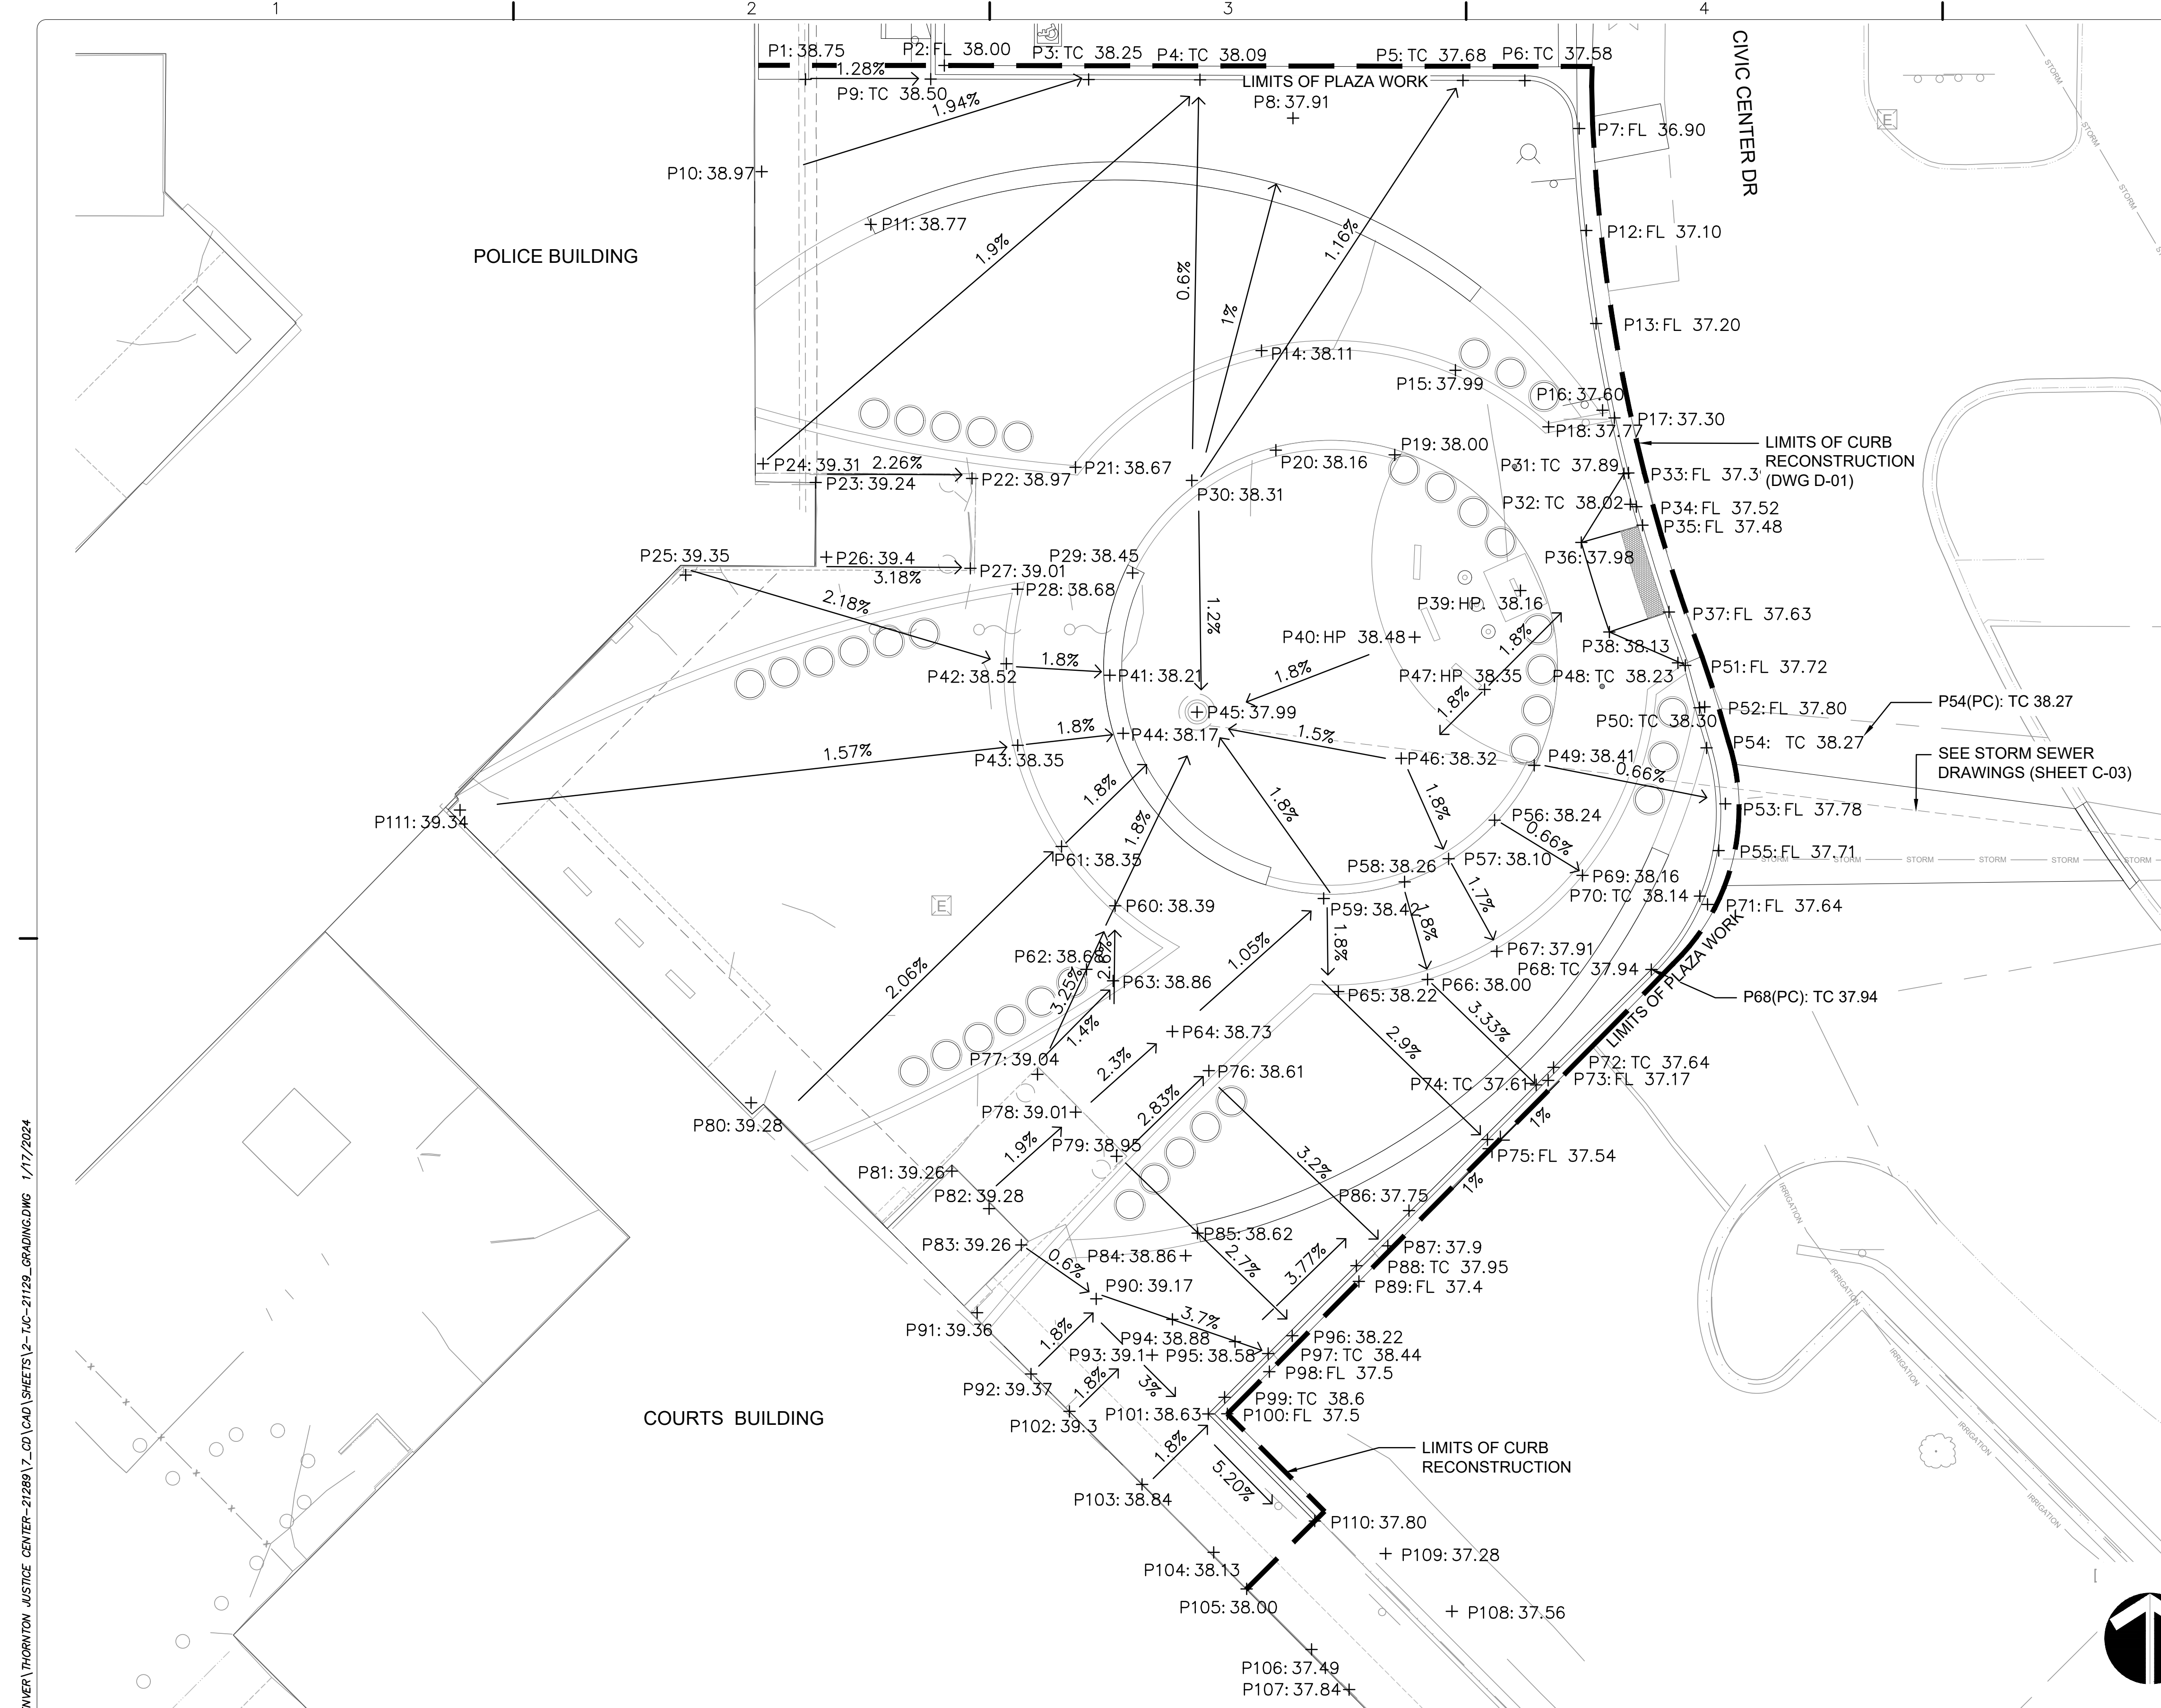 1
2
3
4
P1: 38.75
P2: FL 38.00
P3: TC 38.25
P4: TC 38.09
P5: TC 37.68
P6: TC 37.58
CIVIC CENTER DR
1.28%
P9: TC 38.50
1.94%
LIMITS OF PLAZA WORK
P8: 37.91
E
STORM
STORM
STORM
P7: FL 36.90
P10: 38.97
P11: 38.77
1.9%
0.6%
1%
1.16%
P12: FL 37.10
POLICE BUILDING
P13: FL 37.20
P14: 38.11
P15: 37.99
P16: 37.60
P17: 37.30
P18: 37.77
P19: 38.00
LIMITS OF CURB
RECONSTRUCTION
(DWG D-01)
P24: 39.31
2.26%
P21: 38.67
P20: 38.16
P31: TC 37.89
P33: FL 37.3
P23: 39.24
P22: 38.97
P30: 38.31
P32: TC 38.02
P34: FL 37.52
P35: FL 37.48
P25: 39.35
P26: 39.4
P29: 38.45
P36: 37.98
3.18%
P27: 39.01
P28: 38.68
2.18%
1.2%
P39: HP. 38.16
P37: FL 37.63
P40: HP 38.48
1.8%
P38: 38.13
1.8%
P42: 38.52
P41: 38.21
1.8%
P47: HP 38.35
P48: TC 38.23
P51: FL 37.72
1.8%
P45: 37.99
P50: TC 38.30
P52: FL 37.80
P54(PC): TC 38.27
1.8%
P44: 38.17
1.5%
P54: TC 38.27
1.57%
P43: 38.35
P46: 38.32
P49: 38.41
0.66%
SEE STORM SEWER
DRAWINGS (SHEET C-03)
1.8%
1.8%
1.8%
1.8%
P111: 39.34
P56: 38.24
P53: FL 37.78
0.66%
P61: 38.35
P58: 38.26
P57: 38.10
P55: FL 37.71
STORM
STORM
STORM
STORM
STORM
STORM
P69: 38.16
P70: TC 38.14
E
P60: 38.39
P59: 38.42
1.8%
1.7%
P71: FL 37.64
1.05%
1.8%
P67: 37.91
P62: 38.68
2.6%
3.25%
P68: TC 37.94
LIMITS OF PLAZA WORK
2.06%
P63: 38.86
P65: 38.22
P66: 38.00
P68(PC): TC 37.94
1.4%
P64: 38.73
2.9%
3.33%
P77: 39.04
2.3%
P76: 38.61
P72: TC 37.64
P74: TC 37.61
P73: FL 37.17
2.83%
P78: 39.01
1%
P80: 39.28
1.9%
P79: 38.95
P75: FL 37.54
3.2%
P81: 39.26
1%
P82: 39.28
P86: 37.75
IRRIGATION
P83: 39.26
P85: 38.62
P84: 38.86
2.7%
P87: 37.9
0.6%
3.77%
P88: TC 37.95
P90: 39.17
P89: FL 37.4
IRRIGATION
P91: 39.36
3.7%
1.8%
P94: 38.88
P96: 38.22
P93: 39.1
P95: 38.58
P97: TC 38.44
P98: FL 37.5
IRRIGATION
P92: 39.37
1.8%
3%
P99: TC 38.6
COURTS BUILDING
P102: 39.3
P101: 38.63
P100: FL 37.5
IRRIGATION
1.8%
LIMITS OF CURB
RECONSTRUCTION
5.20%
P103: 38.84
IRRIGATION
P110: 37.80
P109: 37.28
P104: 38.13
P105: 38.00
P108: 37.56
P106: 37.49
P107: 37.84
NVER\THORNTON JUSTICE CENTER-21289\7_CD\CAD\SHEETS\2-TJC-21129_GRADING.DWG 1/17/2024